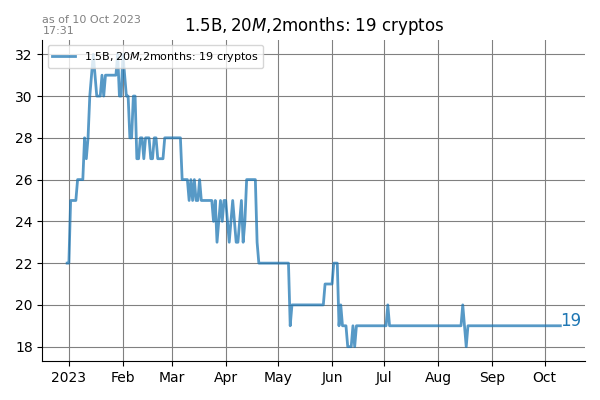 as of 10 Oct 2023
17:31
1.5B, 20M,2months: 19 cryptos
1.5B, 20M,2months: 19 cryptos
32
30
28
26
24
22
20
18
19
2023 Feb Mar Apr May Jun Jul Aug Sep Oct